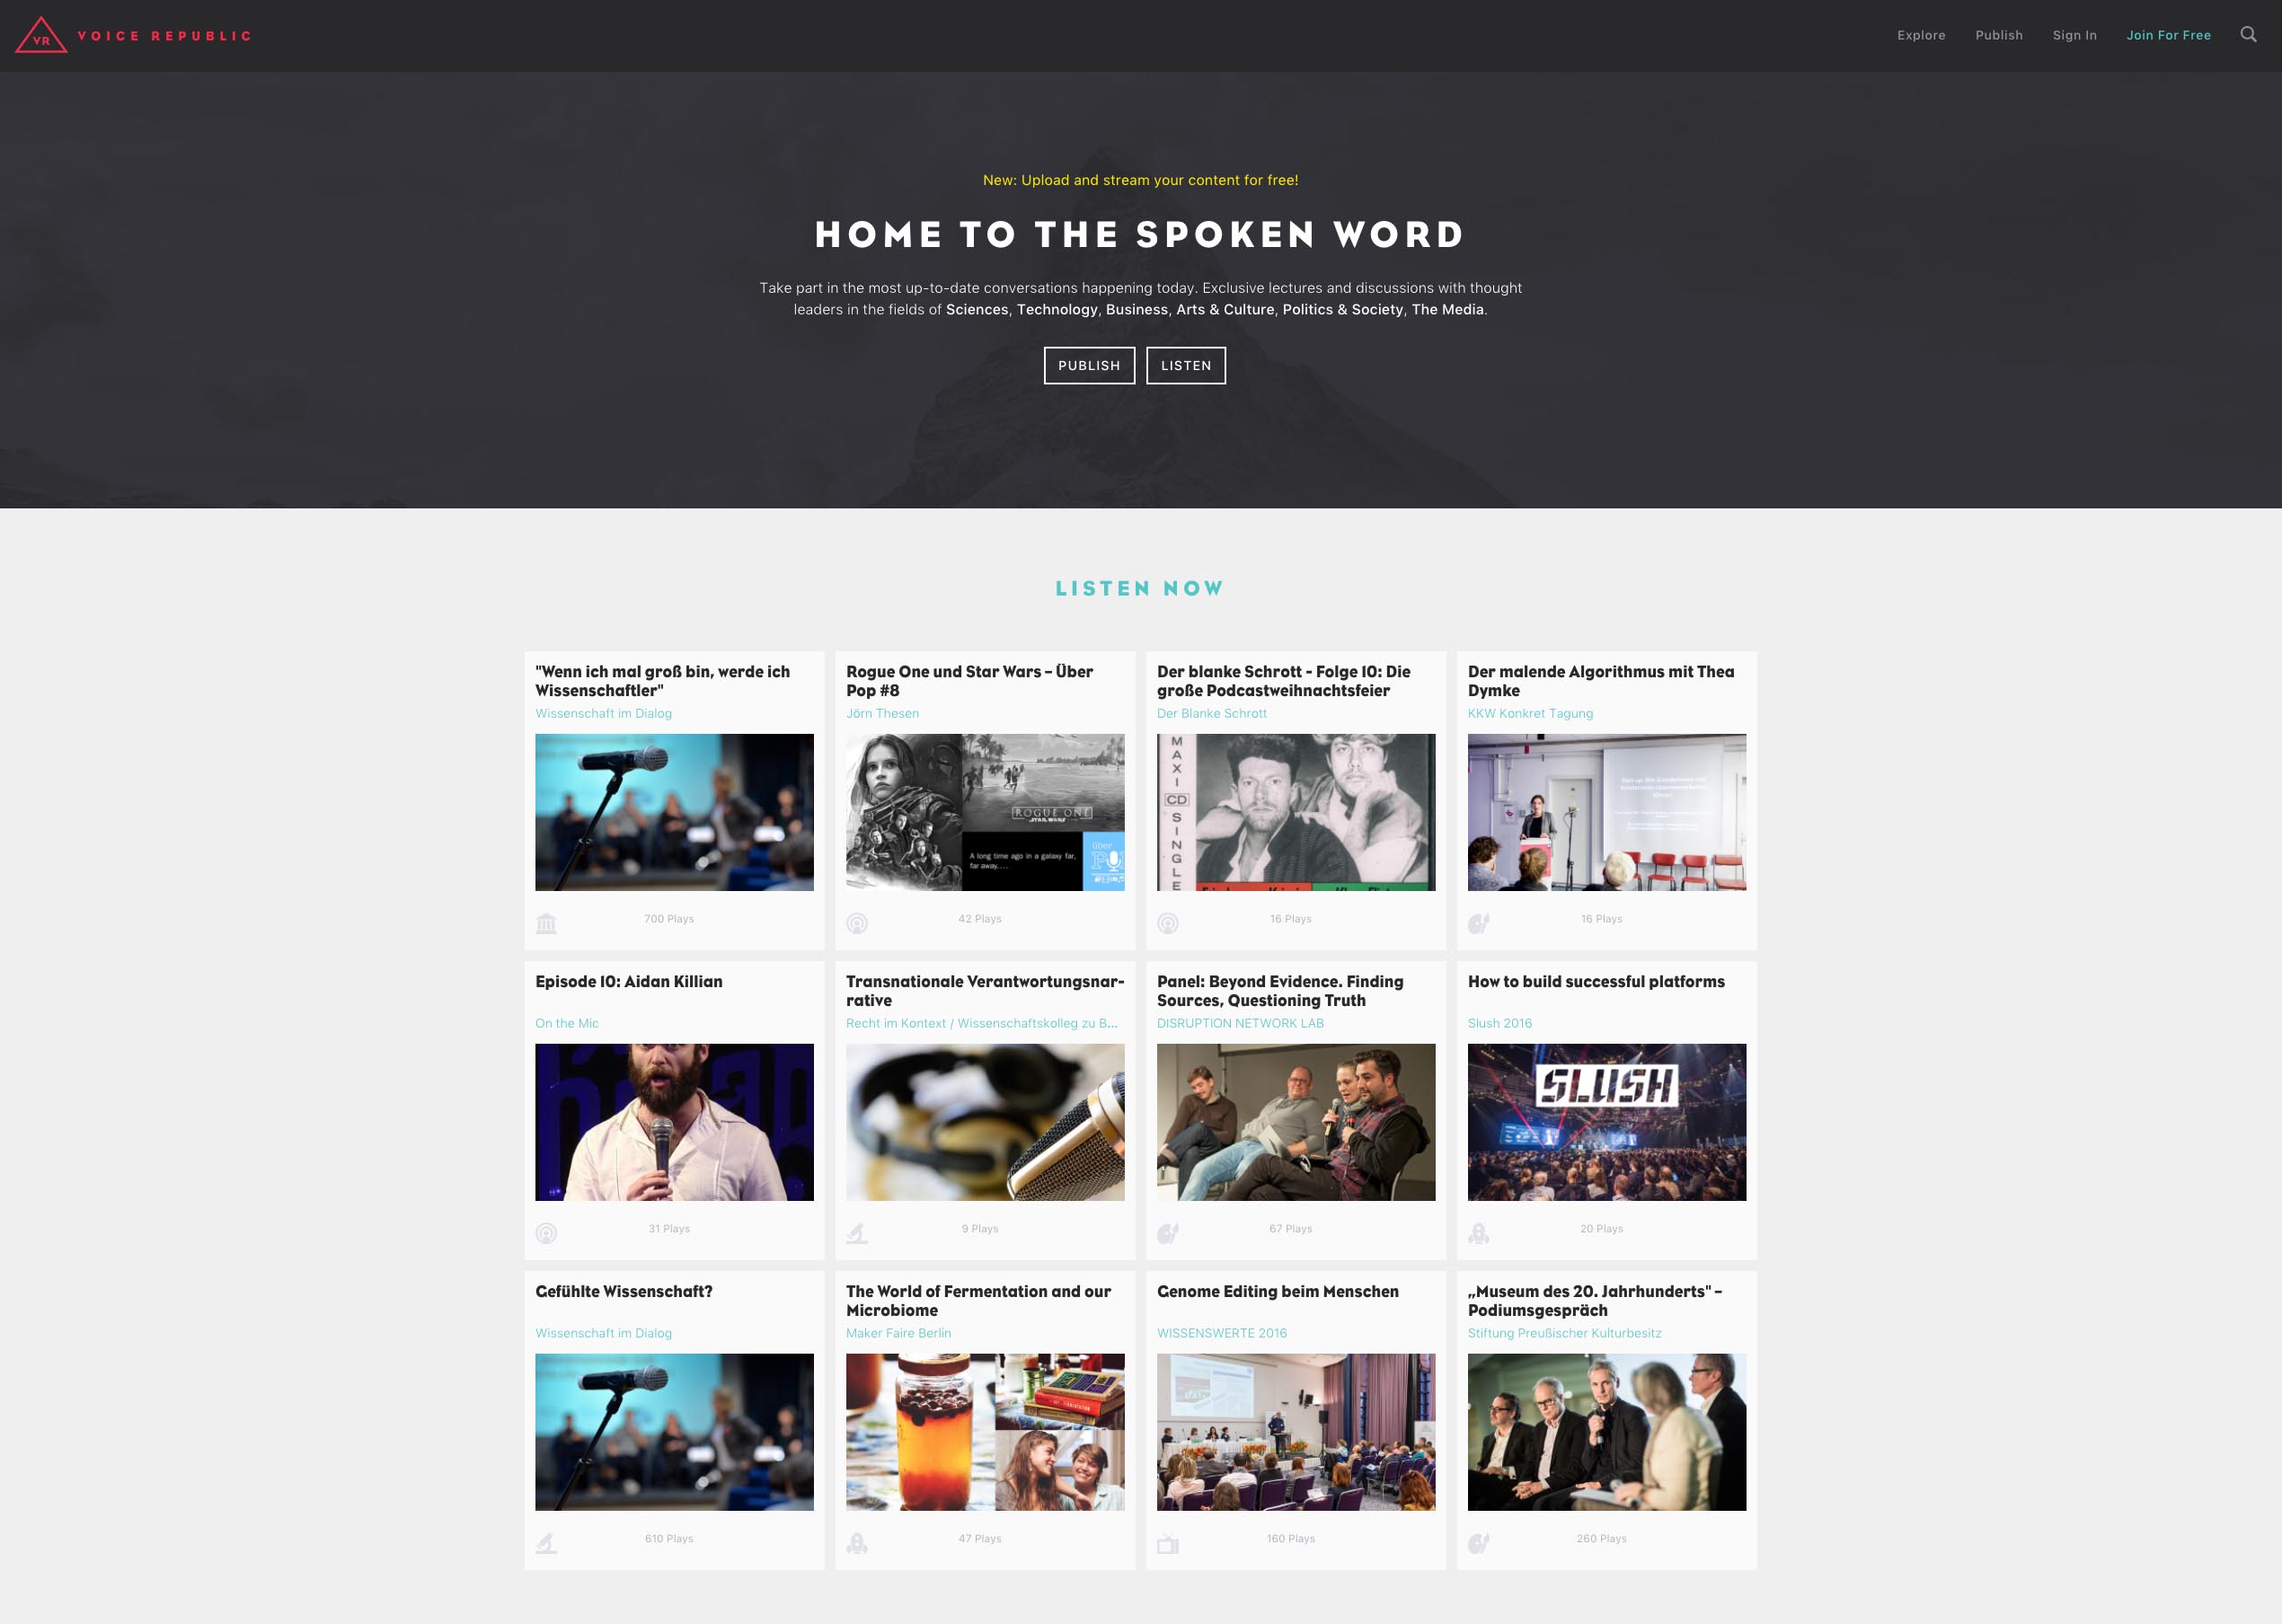 VR VOICE REPUBLIC
Explore Publish Sign In Join For Free
New: Upload and stream your content for free!
HOME TO THE SPOKEN WORD
Take part in the most up-to-date conversations happening today. Exclusive lectures and discussions with thought
leaders in the fields of Sciences, Technology, Business, Arts & Culture, Politics & Society, The Media.
PUBLISH LISTEN
LISTEN NOW
"Wenn ich mal groß bin, werde ich
Wissenschaftler"
Wissenschaft im Dialog
700 Plays
Rogue One und Star Wars – Über
Pop #8
Jörn Thesen
ROGUE ONE
STAR WARS
A long time ago in a galaxy far,
far away....
über
42 Plays
Der blanke Schrott - Folge 10: Die
große Podcastweihnachtsfeier
Der Blanke Schrott
MAXI CD SINGLE
16 Plays
Der malende Algorithmus mit Thea
Dymke
KKW Konkret Tagung
16 Plays
Episode 10: Aidan Killian
On the Mic
31 Plays
Transnationale Verantwortungsnar-
rative
Recht im Kontext / Wissenschaftskolleg zu B...
9 Plays
Panel: Beyond Evidence. Finding
Sources, Questioning Truth
DISRUPTION NETWORK LAB
67 Plays
How to build successful platforms
Slush 2016
SLUSH
20 Plays
Gefühlte Wissenschaft?
Wissenschaft im Dialog
610 Plays
The World of Fermentation and our
Microbiome
Maker Faire Berlin
47 Plays
Genome Editing beim Menschen
WISSENSWERTE 2016
160 Plays
„Museum des 20. Jahrhunderts" –
Podiumsgespräch
Stiftung Preußischer Kulturbesitz
260 Plays